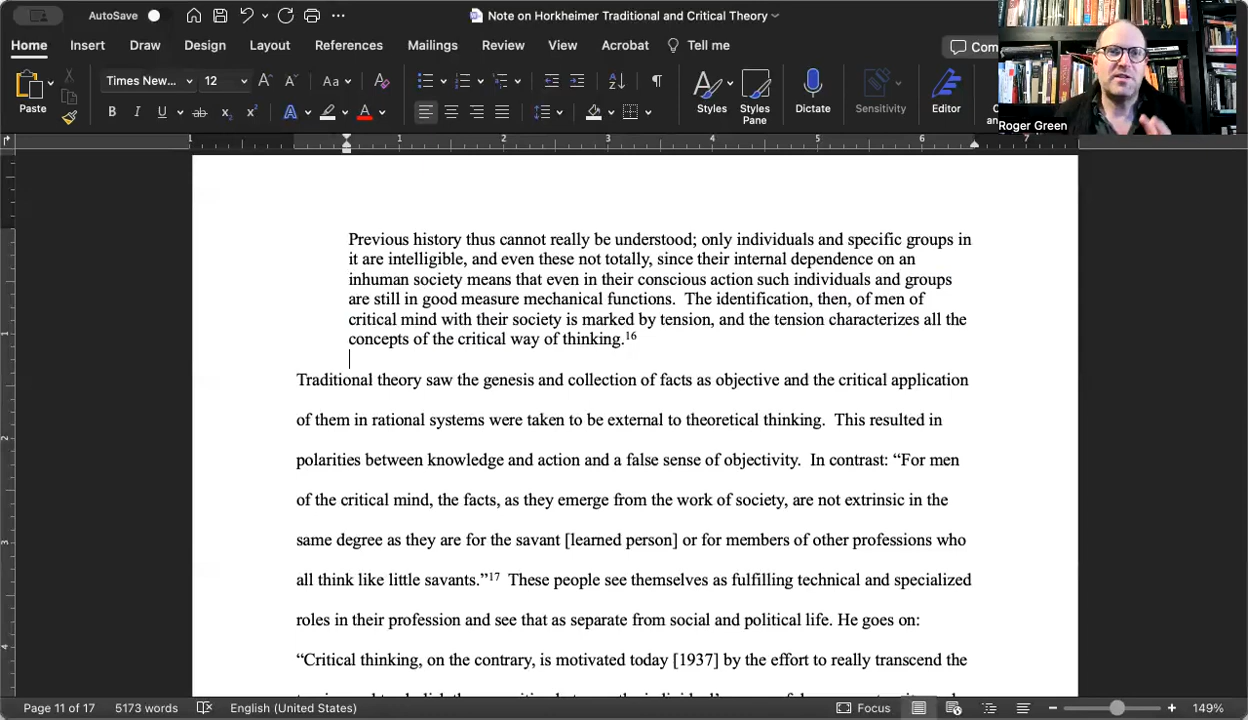 AutoSave
Note on Horkheimer Traditional and Critical Theory
Home Insert Draw Design Layout References Mailings Review View Acrobat Tell me
Paste
Times New... 12
Aa
B I U ab x₂ x²
A A
Styles
Styles Pane
Dictate
Sensitivity
Editor
Roger Green
1 1 2 3 4 5 6 7
Previous history thus cannot really be understood; only individuals and specific groups in
it are intelligible, and even these not totally, since their internal dependence on an
inhuman society means that even in their conscious action such individuals and groups
are still in good measure mechanical functions.  The identification, then, of men of
critical mind with their society is marked by tension, and the tension characterizes all the
concepts of the critical way of thinking.¹⁶
Traditional theory saw the genesis and collection of facts as objective and the critical application
of them in rational systems were taken to be external to theoretical thinking.  This resulted in
polarities between knowledge and action and a false sense of objectivity.  In contrast: “For men
of the critical mind, the facts, as they emerge from the work of society, are not extrinsic in the
same degree as they are for the savant [learned person] or for members of other professions who
all think like little savants.”¹⁷  These people see themselves as fulfilling technical and specialized
roles in their profession and see that as separate from social and political life. He goes on:
“Critical thinking, on the contrary, is motivated today [1937] by the effort to really transcend the
Page 11 of 17 5173 words English (United States) Focus 149%